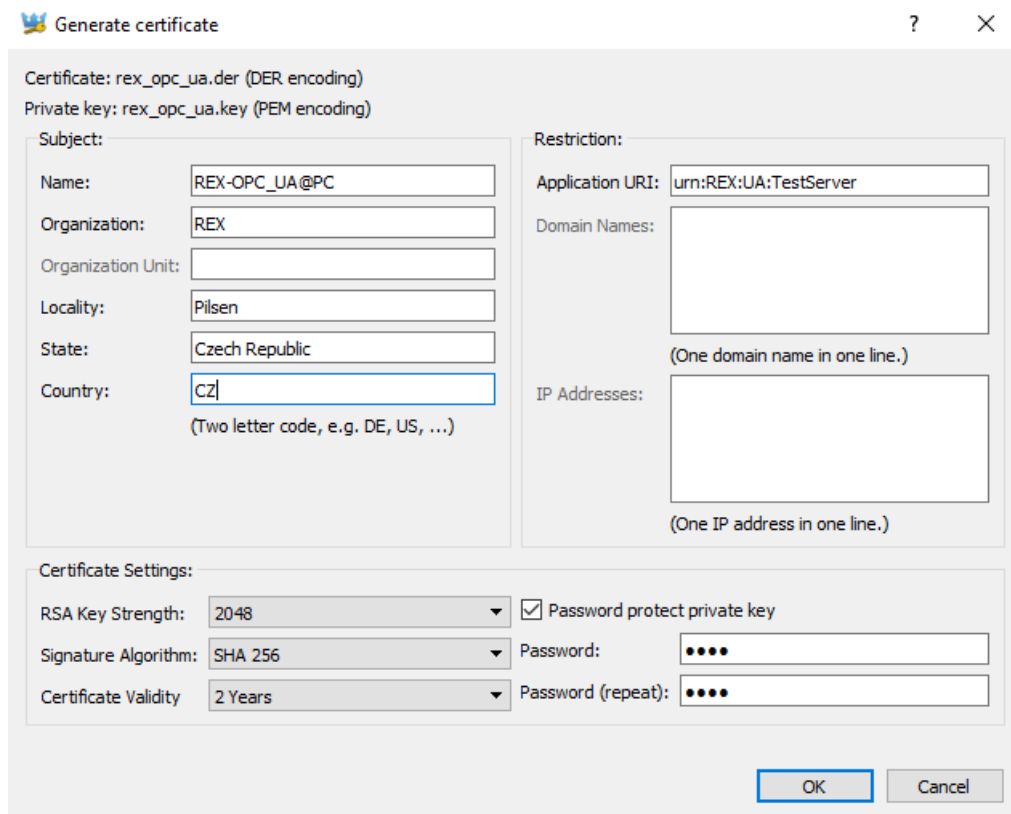 Generate certificate
?
Certificate: rex_opc_ua.der (DER encoding)
Private key: rex_opc_ua.key (PEM encoding)
Subject:
Name: REX-OPC_UA@PC
Organization: REX
Organization Unit:
Locality: Pilsen
State: Czech Republic
Country: CZ
(Two letter code, e.g. DE, US, ...)
Restriction:
Application URI: urn:REX:UA:TestServer
Domain Names:
(One domain name in one line.)
IP Addresses:
(One IP address in one line.)
Certificate Settings:
RSA Key Strength: 2048
Signature Algorithm: SHA 256
Certificate Validity 2 Years
Password protect private key
Password: ●●●●
Password (repeat): ●●●●
OK
Cancel